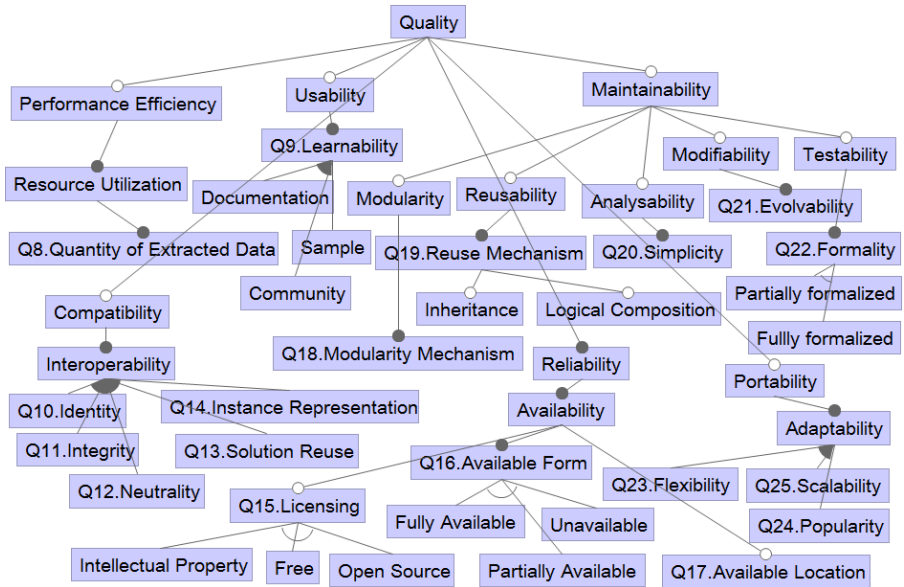 Quality
Performance Efficiency
Usability
Maintainability
Q9.Learnability
Modifiability
Testability
Resource Utilization
Documentation
Modularity
Reusability
Analysability
Q21.Evolvability
Q8.Quantity of Extracted Data
Sample
Q19.Reuse Mechanism
Q20.Simplicity
Q22.Formality
Community
Inheritance
Logical Composition
Partially formalized
Compatibility
Fullly formalized
Interoperability
Q18.Modularity Mechanism
Reliability
Portability
Q10.Identity
Q14.Instance Representation
Availability
Adaptability
Q11.Integrity
Q13.Solution Reuse
Q16.Available Form
Q23.Flexibility
Q25.Scalability
Q12.Neutrality
Q15.Licensing
Fully Available
Unavailable
Q24.Popularity
Intellectual Property
Free
Open Source
Partially Available
Q17.Available Location